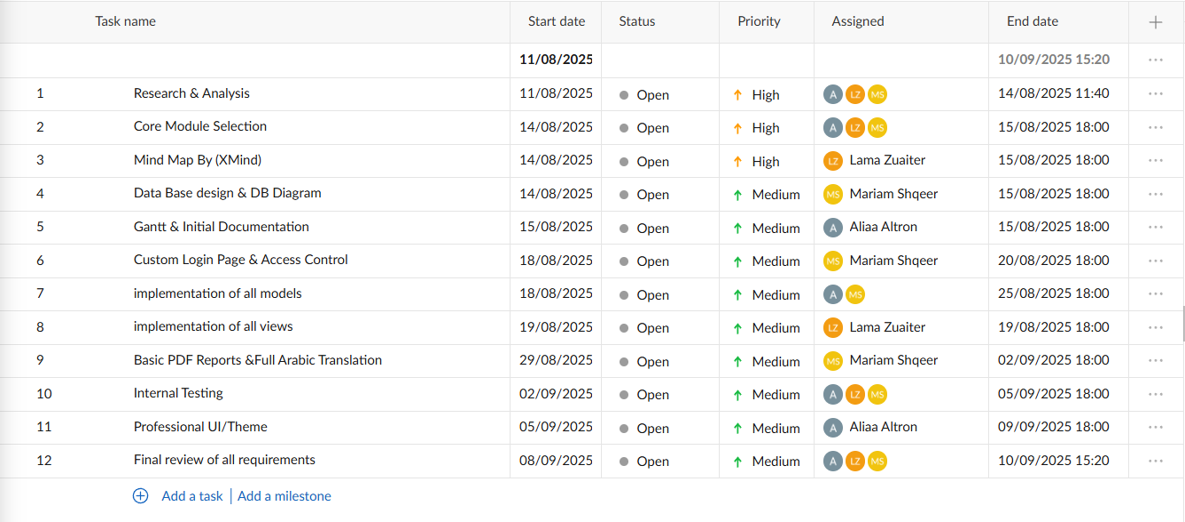 Task name Start date Status Priority Assigned End date
11/08/2025 10/09/2025 15:20
1 Research & Analysis 11/08/2025 Open High A LZ MS 14/08/2025 11:40
2 Core Module Selection 14/08/2025 Open High A LZ MS 15/08/2025 18:00
3 Mind Map By (XMind) 14/08/2025 Open High LZ Lama Zuaiter 15/08/2025 18:00
4 Data Base design & DB Diagram 14/08/2025 Open Medium MS Mariam Shqeer 15/08/2025 18:00
5 Gantt & Initial Documentation 15/08/2025 Open Medium A Aliaa Altron 15/08/2025 18:00
6 Custom Login Page & Access Control 18/08/2025 Open Medium MS Mariam Shqeer 20/08/2025 18:00
7 implementation of all models 18/08/2025 Open Medium A MS 25/08/2025 18:00
8 implementation of all views 19/08/2025 Open Medium LZ Lama Zuaiter 19/08/2025 18:00
9 Basic PDF Reports &Full Arabic Translation 29/08/2025 Open Medium MS Mariam Shqeer 02/09/2025 18:00
10 Internal Testing 02/09/2025 Open Medium A LZ MS 05/09/2025 18:00
11 Professional UI/Theme 05/09/2025 Open Medium A Aliaa Altron 09/09/2025 18:00
12 Final review of all requirements 08/09/2025 Open Medium A LZ MS 10/09/2025 15:20
Add a task | Add a milestone